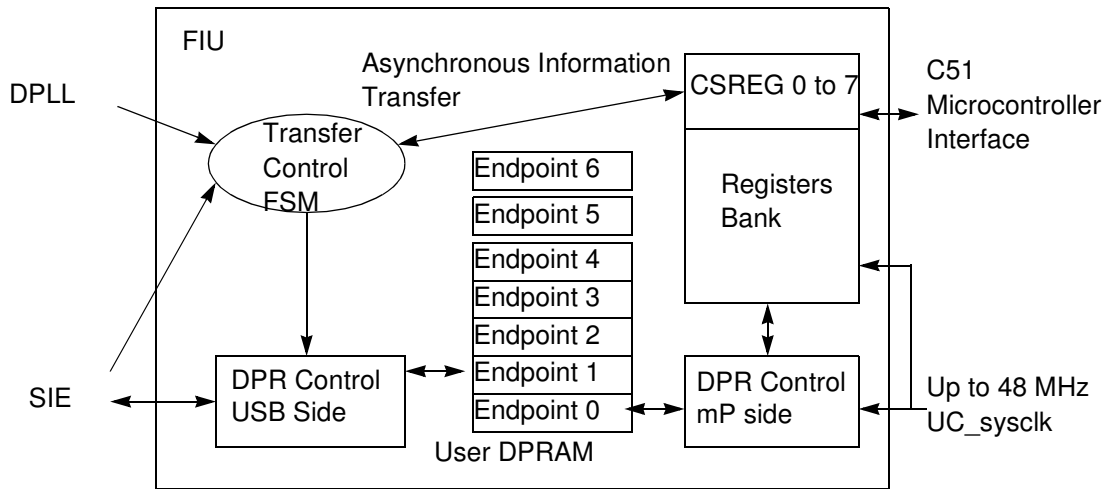 FIU
Asynchronous Information
Transfer
CSREG 0 to 7
C51
Microcontroller
Interface
DPLL
Transfer
Control
FSM
Endpoint 6
Endpoint 5
Endpoint 4
Endpoint 3
Endpoint 2
Endpoint 1
Endpoint 0
User DPRAM
Registers
Bank
SIE
DPR Control
USB Side
DPR Control
mP side
Up to 48 MHz
UC_sysclk